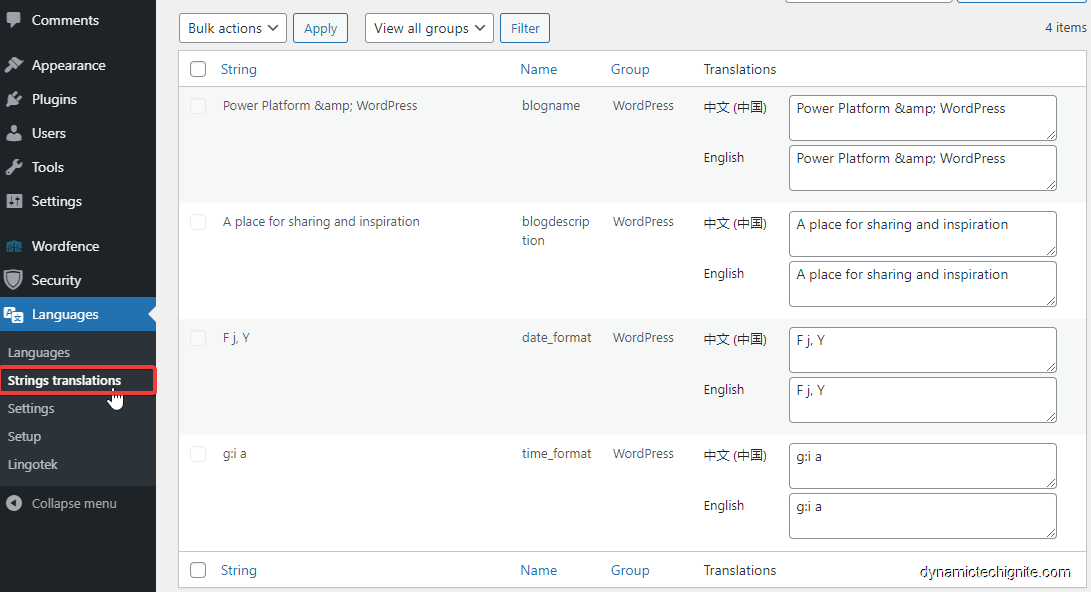 Comments
Appearance
Plugins
Users
Tools
Settings
Wordfence
Security
Languages
Languages
Strings translations
Settings
Setup
Lingotek
Collapse menu
Bulk actions Apply View all groups Filter 4 items
String Name Group Translations
Power Platform &amp; WordPress blogname WordPress 中文 (中国) Power Platform &amp; WordPress
English Power Platform &amp; WordPress
A place for sharing and inspiration blogdescrip WordPress 中文 (中国) A place for sharing and inspiration
tion
English A place for sharing and inspiration
F j, Y date_format WordPress 中文 (中国) F j, Y
English F j, Y
g:i a time_format WordPress 中文 (中国) g:i a
English g:i a
String Name Group Translations
dynamictechignite.com